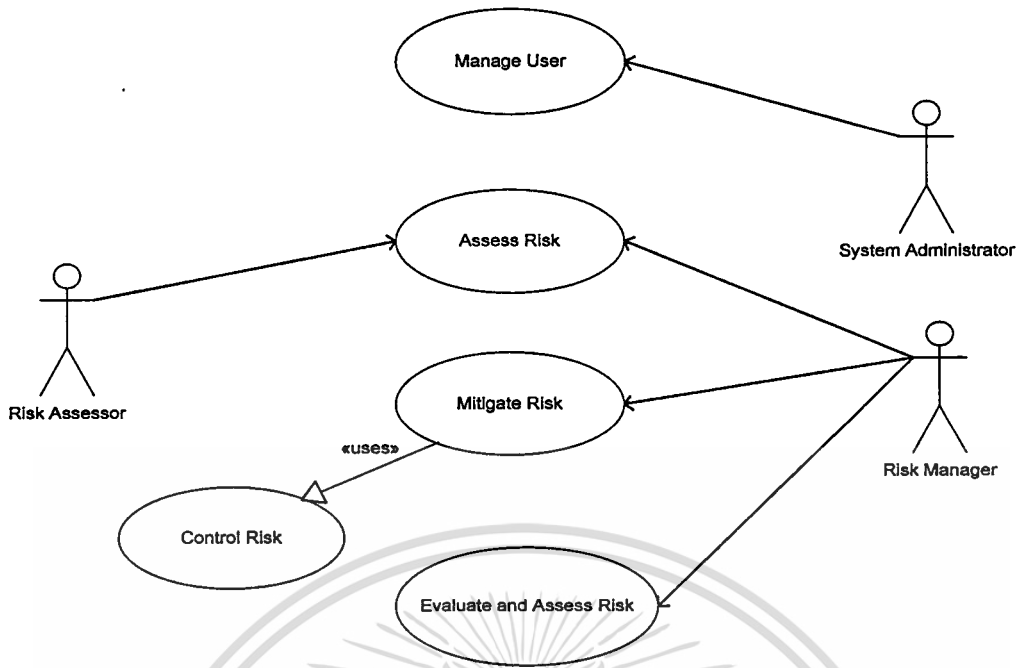 Manage User
System Administrator
Assess Risk
Risk Assessor
Mitigate Risk
Risk Manager
«uses»
Control Risk
Evaluate and Assess Risk